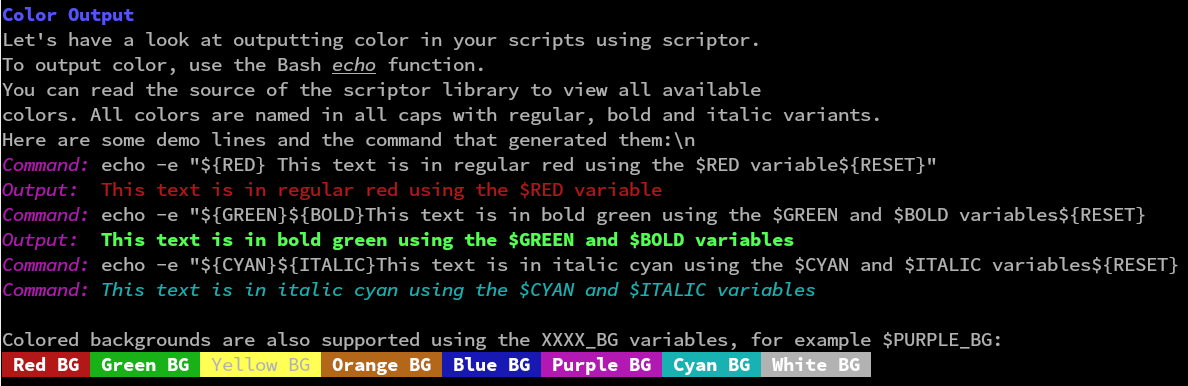 Color Output
Let's have a look at outputting color in your scripts using scriptor.
To output color, use the Bash echo function.
You can read the source of the scriptor library to view all available
colors. All colors are named in all caps with regular, bold and italic variants.
Here are some demo lines and the command that generated them:\n
Command: echo -e "${RED} This text is in regular red using the $RED variable${RESET}"
Output: This text is in regular red using the $RED variable
Command: echo -e "${GREEN}${BOLD}This text is in bold green using the $GREEN and $BOLD variables${RESET}
Output: This text is in bold green using the $GREEN and $BOLD variables
Command: echo -e "${CYAN}${ITALIC}This text is in italic cyan using the $CYAN and $ITALIC variables${RESET}
Command: This text is in italic cyan using the $CYAN and $ITALIC variables
Colored backgrounds are also supported using the XXXX_BG variables, for example $PURPLE_BG:
Red BG Green BG Yellow BG Orange BG Blue BG Purple BG Cyan BG White BG